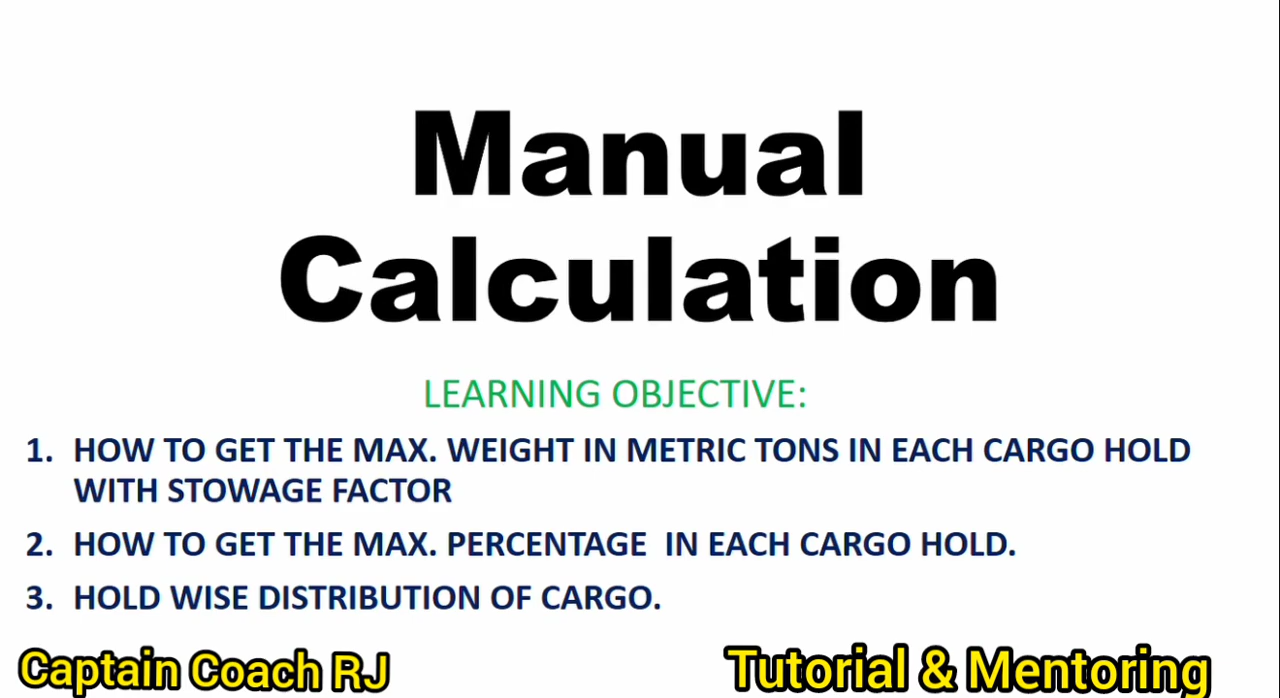 Manual
Calculation
LEARNING OBJECTIVE:
1. HOW TO GET THE MAX. WEIGHT IN METRIC TONS IN EACH CARGO HOLD
WITH STOWAGE FACTOR
2. HOW TO GET THE MAX. PERCENTAGE IN EACH CARGO HOLD.
3. HOLD WISE DISTRIBUTION OF CARGO.
Captain Coach RJ
Tutorial & Mentoring